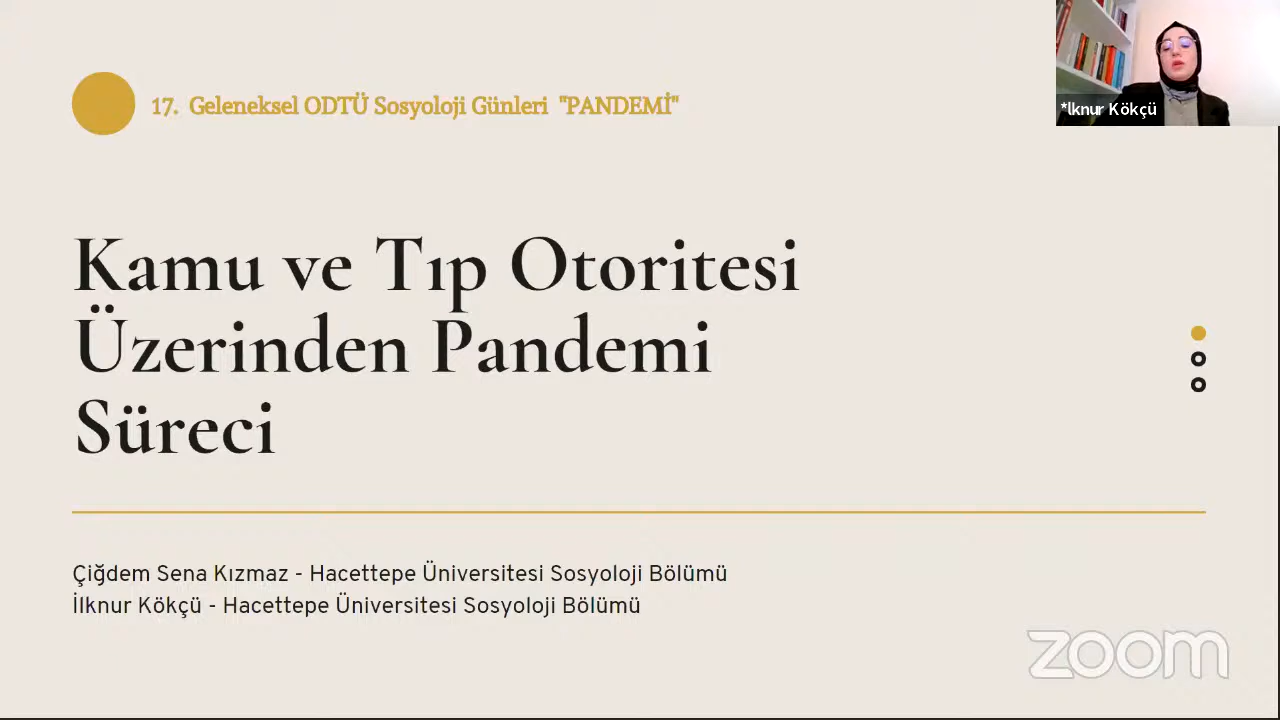 17. Geleneksel ODTÜ Sosyoloji Günleri "PANDEMİ"
*İlknur Kökçü
Kamu ve Tıp Otoritesi
Üzerinden Pandemi
Süreci
Çiğdem Sena Kızmaz - Hacettepe Üniversitesi Sosyoloji Bölümü
İlknur Kökçü - Hacettepe Üniversitesi Sosyoloji Bölümü
zoom